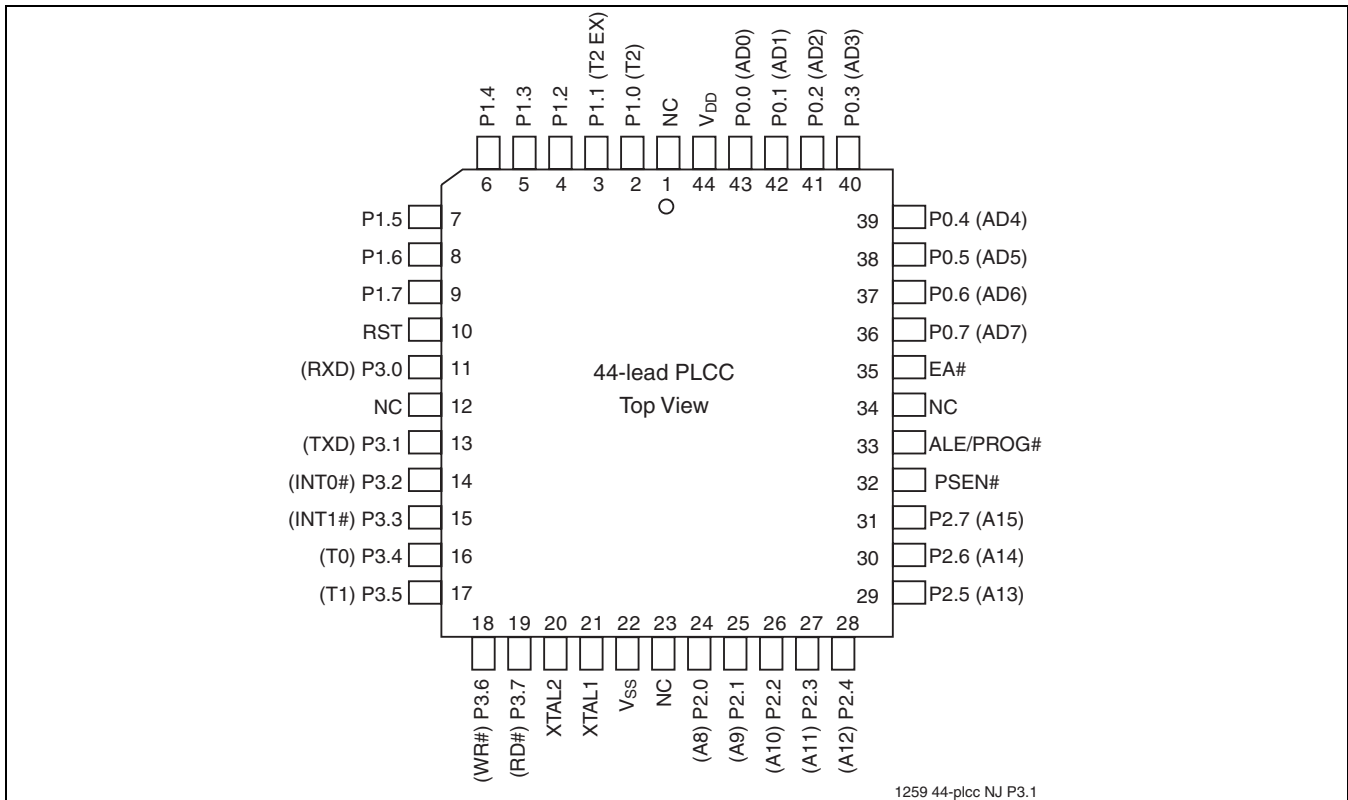 P1.4
P1.3
P1.2
P1.1 (T2 EX)
P1.0 (T2)
NC
VDD
P0.0 (AD0)
P0.1 (AD1)
P0.2 (AD2)
P0.3 (AD3)
6 5 4 3 2 1 44 43 42 41 40
P1.5 7
P1.6 8
P1.7 9
RST 10
(RXD) P3.0 11
NC 12
(TXD) P3.1 13
(INT0#) P3.2 14
(INT1#) P3.3 15
(T0) P3.4 16
(T1) P3.5 17
44-lead PLCC
Top View
39 P0.4 (AD4)
38 P0.5 (AD5)
37 P0.6 (AD6)
36 P0.7 (AD7)
35 EA#
34 NC
33 ALE/PROG#
32 PSEN#
31 P2.7 (A15)
30 P2.6 (A14)
29 P2.5 (A13)
18 19 20 21 22 23 24 25 26 27 28
(WR#) P3.6
(RD#) P3.7
XTAL2
XTAL1
VSS
NC
(A8) P2.0
(A9) P2.1
(A10) P2.2
(A11) P2.3
(A12) P2.4
1259 44-plcc NJ P3.1